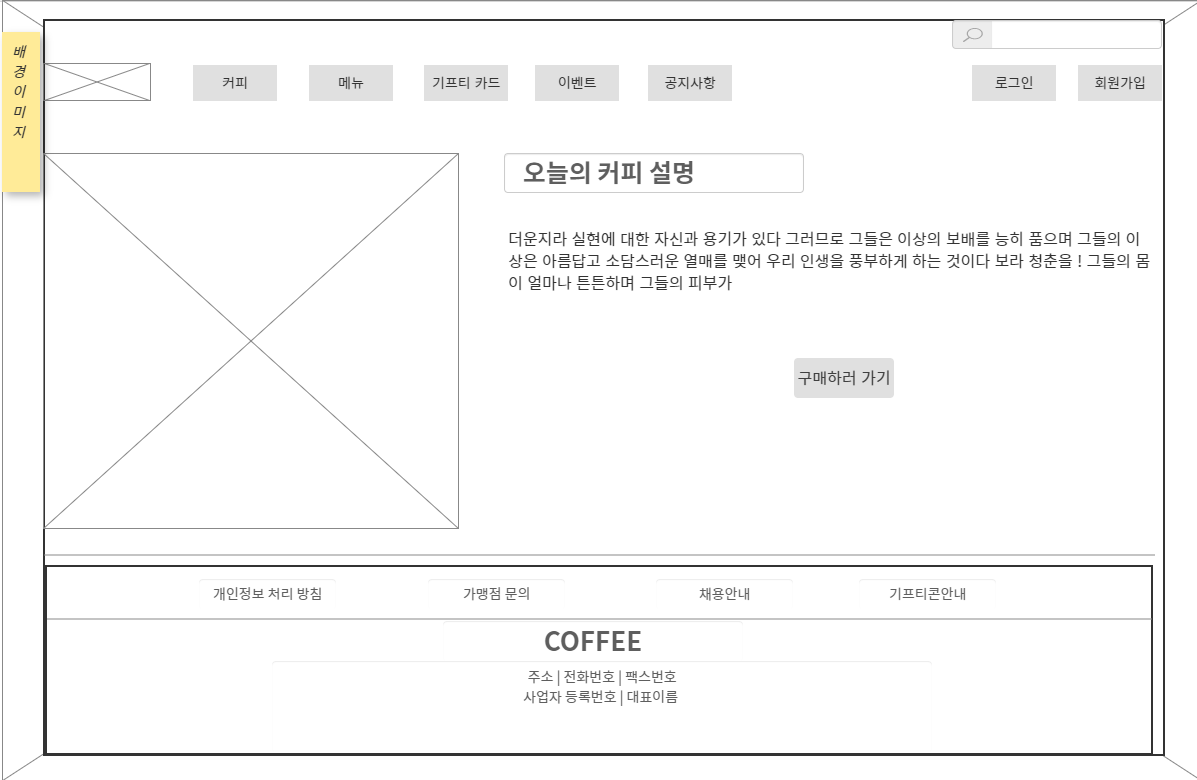 배
경
이
미
지
커피
메뉴
기프티 카드
이벤트
공지사항
로그인
회원가입
오늘의 커피 설명
더운지라 실현에 대한 자신과 용기가 있다 그러므로 그들은 이상의 보배를 능히 품으며 그들의 이
상은 아름답고 소담스러운 열매를 맺어 우리 인생을 풍부하게 하는 것이다 보라 청춘을 ! 그들의 몸
이 얼마나 튼튼하며 그들의 피부가
구매하러 가기
개인정보 처리 방침
가맹점 문의
채용안내
기프티콘안내
COFFEE
주소 | 전화번호 | 팩스번호
사업자 등록번호 | 대표이름